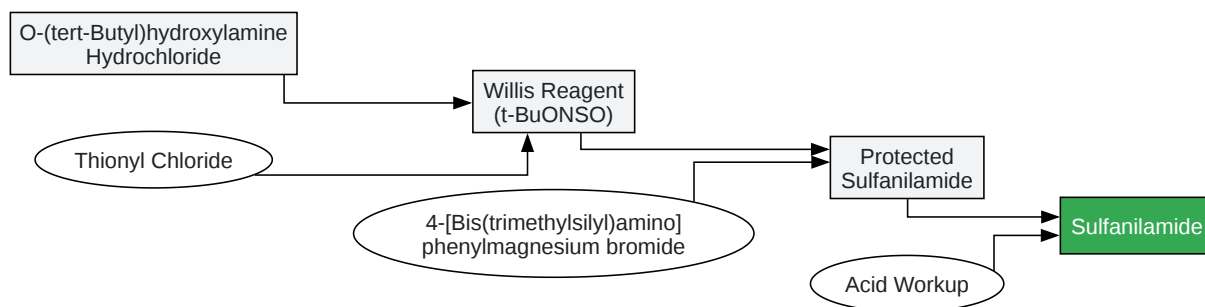 O-(tert-Butyl)hydroxylamine
Hydrochloride
Willis Reagent
(t-BuONSO)
Thionyl Chloride
Protected
Sulfanilamide
4-[Bis(trimethylsilyl)amino]
phenylmagnesium bromide
Sulfanilamide
Acid Workup